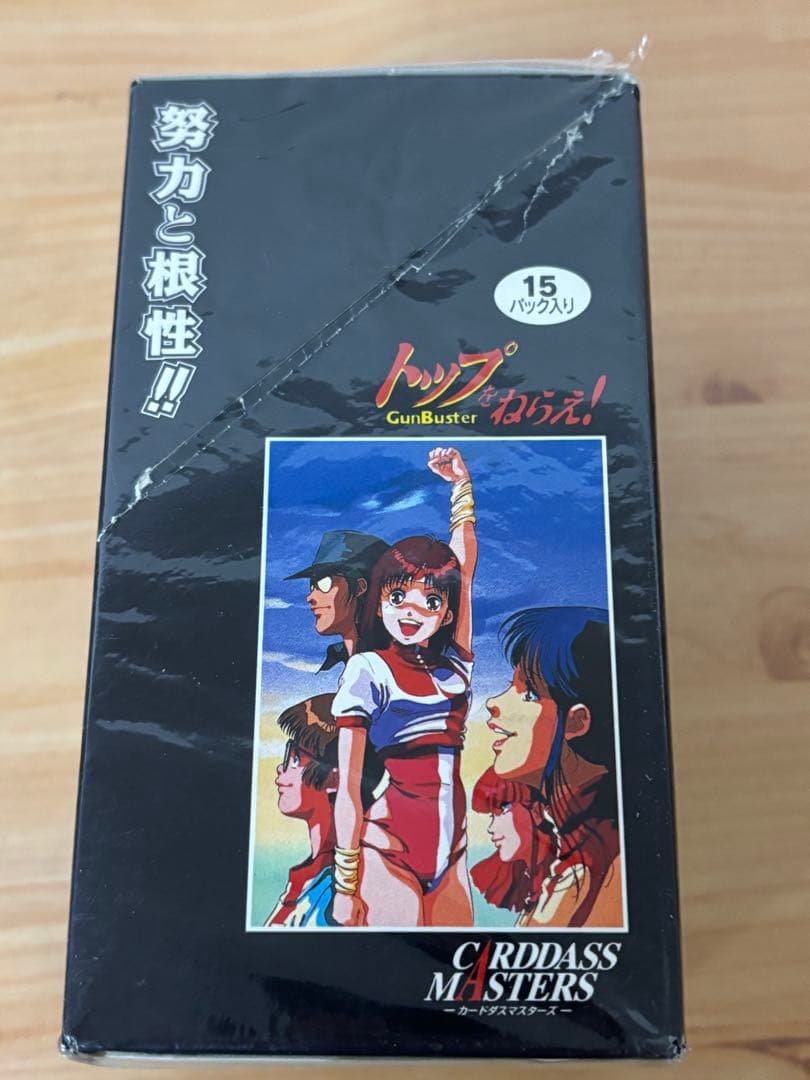 努力と根性!!
15
パック入り
トップをねらえ!
GunBuster
CARDDASS
MASTERS
ーカードダスマスターズー